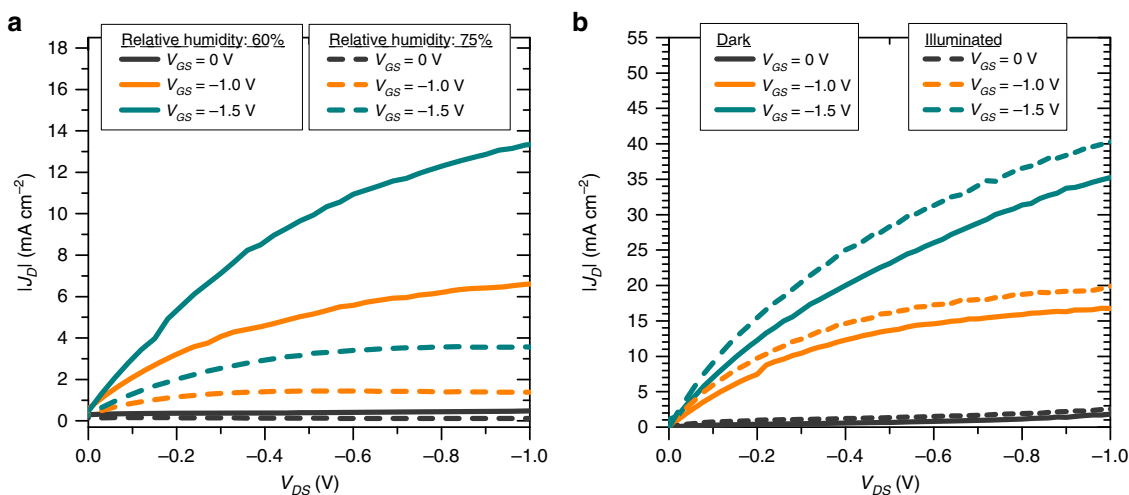 a
Relative humidity: 60%
V_GS = 0 V
V_GS = −1.0 V
V_GS = −1.5 V
Relative humidity: 75%
V_GS = 0 V
V_GS = −1.0 V
V_GS = −1.5 V
18
16
14
12
10
8
6
4
2
0
|J_D| (mA cm⁻²)
0.0 −0.2 −0.4 −0.6 −0.8 −1.0
V_DS (V)
b
Dark
V_GS = 0 V
V_GS = −1.0 V
V_GS = −1.5 V
Illuminated
V_GS = 0 V
V_GS = −1.0 V
V_GS = −1.5 V
55
50
45
40
35
30
25
20
15
10
5
0
|J_D| (mA cm⁻²)
0.0 −0.2 −0.4 −0.6 −0.8 −1.0
V_DS (V)